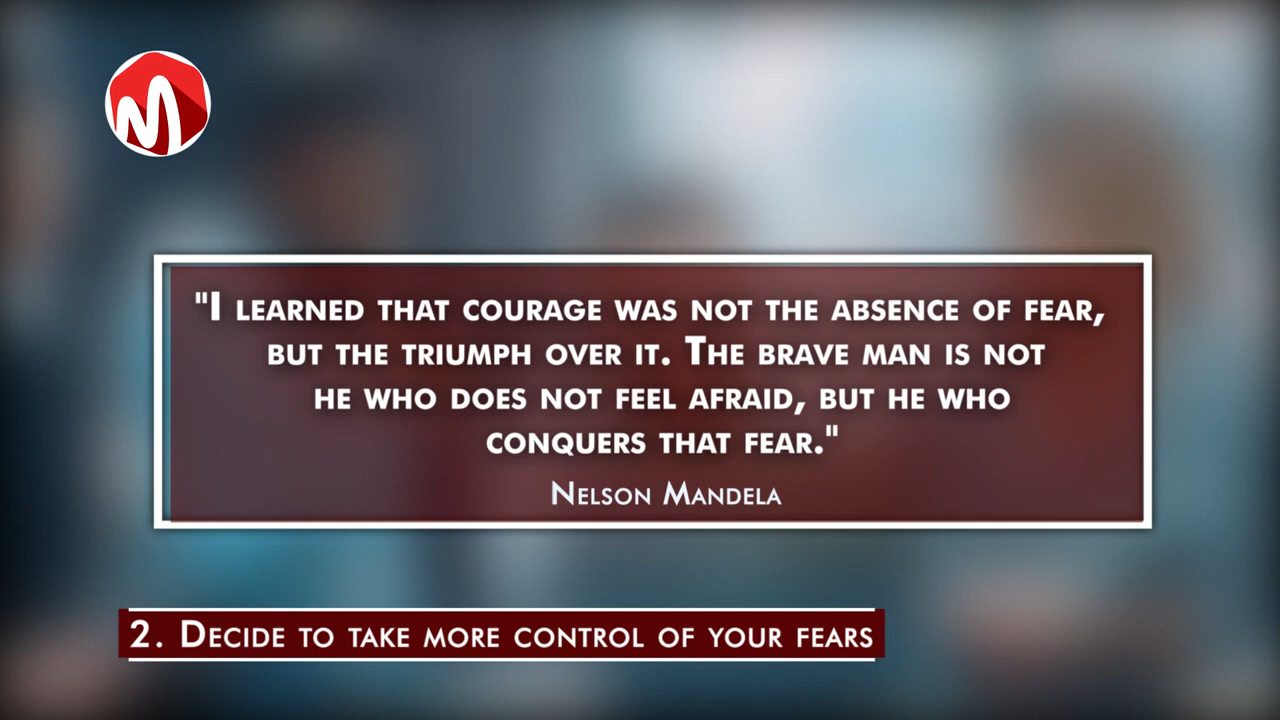 "I learned that courage was not the absence of fear,
but the triumph over it. The brave man is not
he who does not feel afraid, but he who
conquers that fear."
Nelson Mandela
2. Decide to take more control of your fears